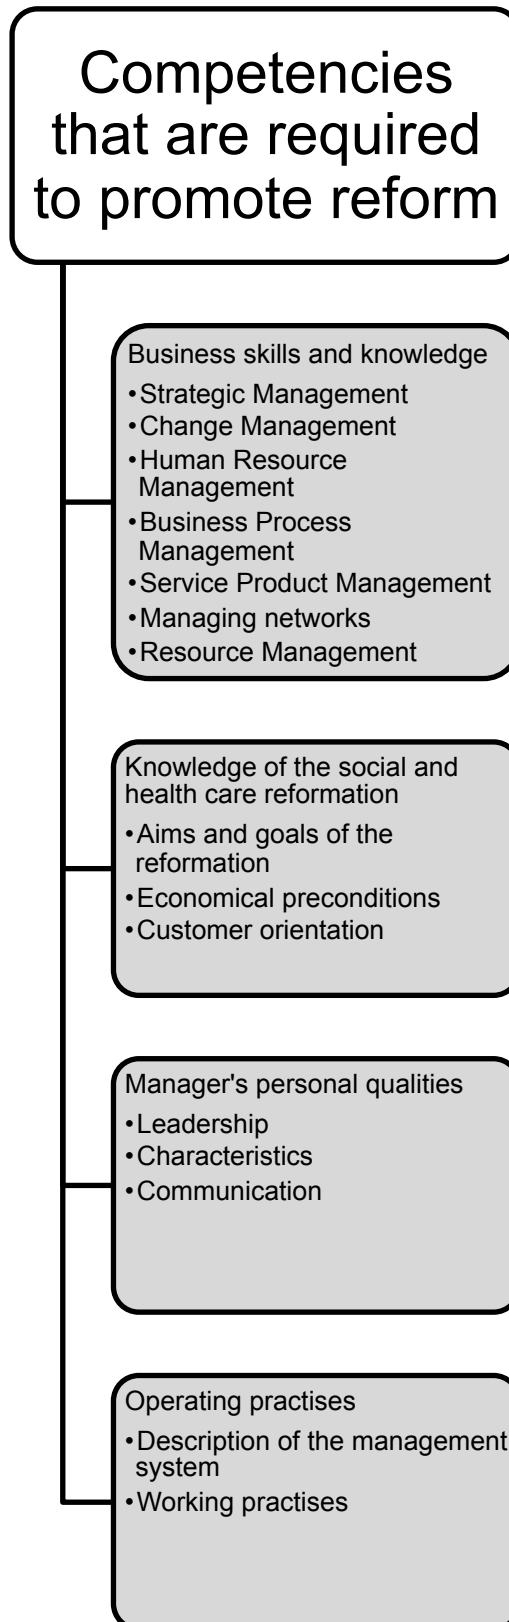 Competencies
that are required
to promote reform
Business skills and knowledge
•Strategic Management
•Change Management
•Human Resource
Management
•Business Process
Management
•Service Product Management
•Managing networks
•Resource Management
Knowledge of the social and
health care reformation
•Aims and goals of the
reformation
•Economical preconditions
•Customer orientation
Manager's personal qualities
•Leadership
•Characteristics
•Communication
Operating practises
•Description of the management
system
•Working practises